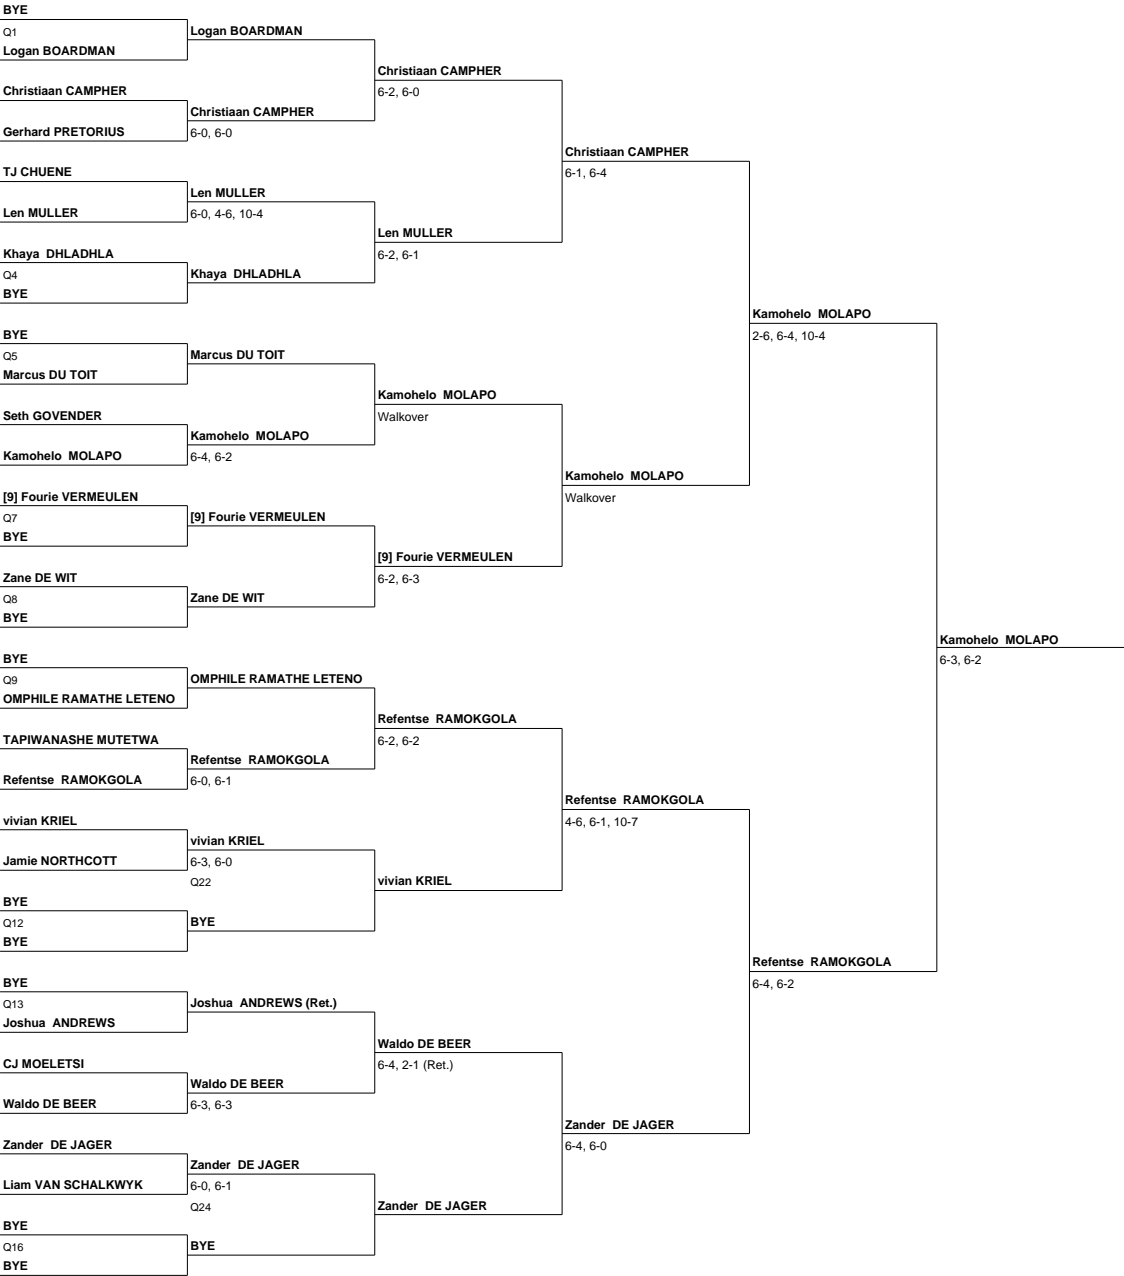 BYE
Q1
Logan BOARDMAN
Christiaan CAMPHER
Gerhard PRETORIUS
TJ CHUENE
Len MULLER
Khaya DHLADHLA
Q4
BYE
BYE
Q5
Marcus DU TOIT
Seth GOVENDER
Kamohelo MOLAPO
[9] Fourie VERMEULEN
Q7
BYE
Zane DE WIT
Q8
BYE
BYE
Q9
OMPHILE RAMATHE LETENO
TAPIWANASHE MUTETWA
Refentse RAMOKGOLA
vivian KRIEL
Jamie NORTHCOTT
BYE
Q12
BYE
BYE
Q13
Joshua ANDREWS
CJ MOELETSI
Waldo DE BEER
Zander DE JAGER
Liam VAN SCHALKWYK
BYE
Q16
BYE
Logan BOARDMAN
Christiaan CAMPHER
6-0, 6-0
Len MULLER
6-0, 4-6, 10-4
Khaya DHLADHLA
Marcus DU TOIT
Kamohelo MOLAPO
6-4, 6-2
[9] Fourie VERMEULEN
Zane DE WIT
OMPHILE RAMATHE LETENO
Refentse RAMOKGOLA
6-0, 6-1
vivian KRIEL
6-3, 6-0
Q22
BYE
Joshua ANDREWS (Ret.)
Waldo DE BEER
6-3, 6-3
Zander DE JAGER
6-0, 6-1
Q24
BYE
Christiaan CAMPHER
6-2, 6-0
Len MULLER
6-2, 6-1
Kamohelo MOLAPO
Walkover
[9] Fourie VERMEULEN
6-2, 6-3
Refentse RAMOKGOLA
6-2, 6-2
vivian KRIEL
Waldo DE BEER
6-4, 2-1 (Ret.)
Zander DE JAGER
Christiaan CAMPHER
6-1, 6-4
Kamohelo MOLAPO
Walkover
Refentse RAMOKGOLA
4-6, 6-1, 10-7
Zander DE JAGER
6-4, 6-0
Kamohelo MOLAPO
2-6, 6-4, 10-4
Refentse RAMOKGOLA
6-4, 6-2
Kamohelo MOLAPO
6-3, 6-2